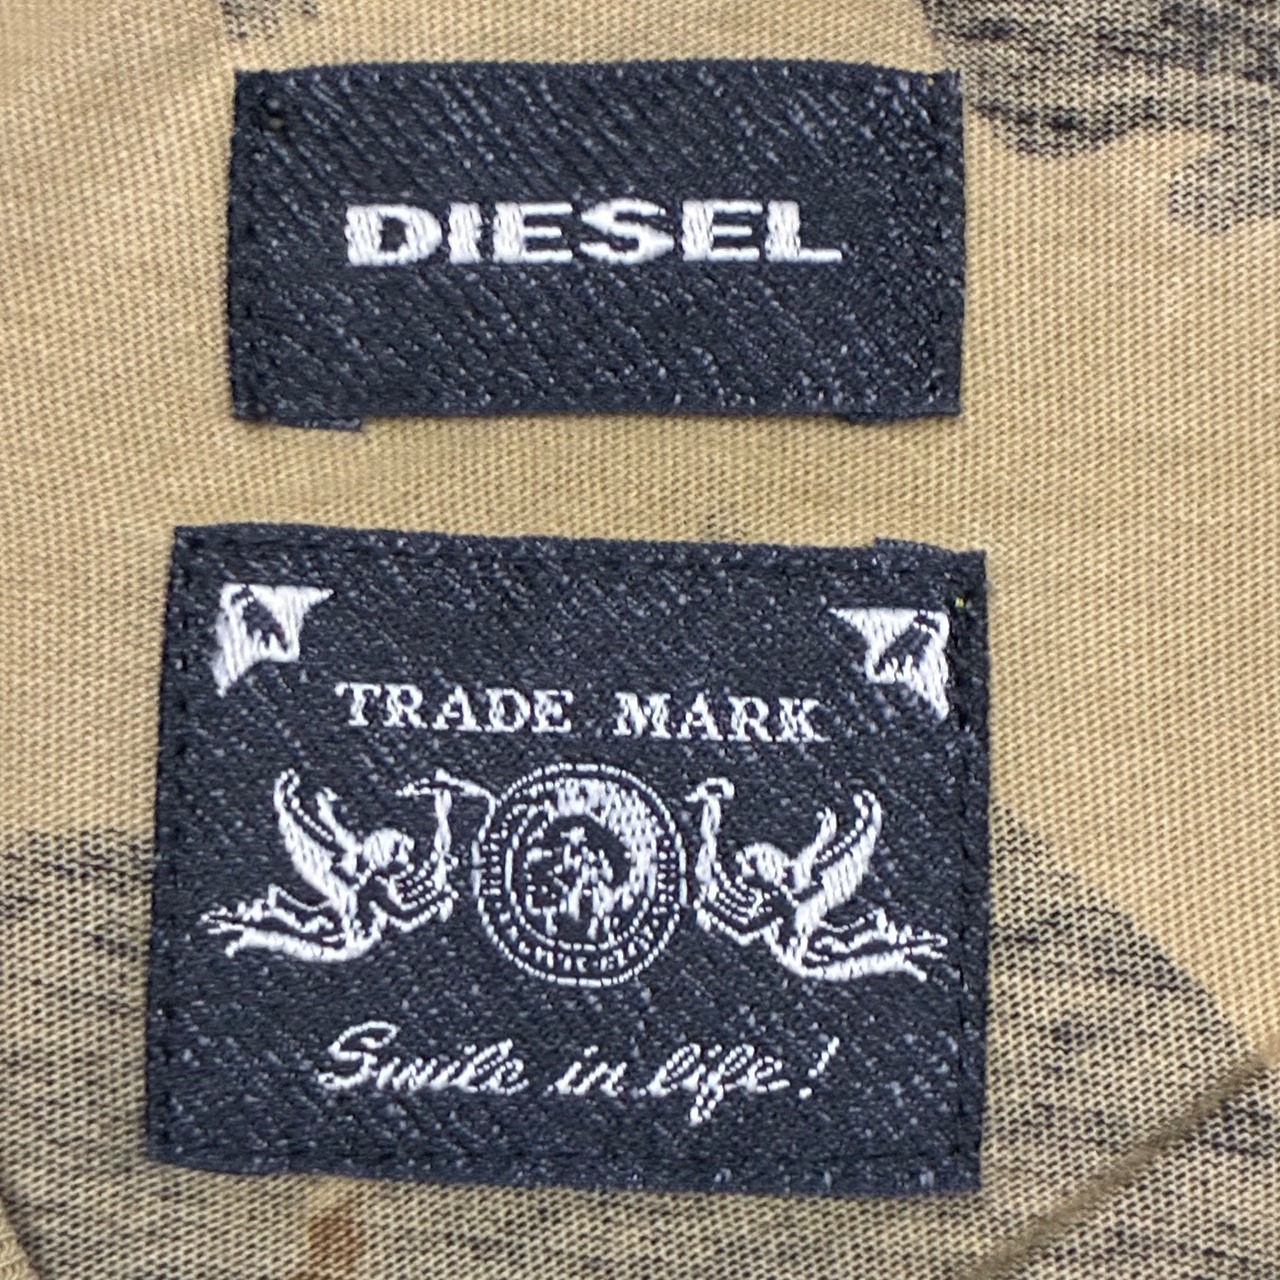 DIESEL
TRADE MARK
Smile in life!